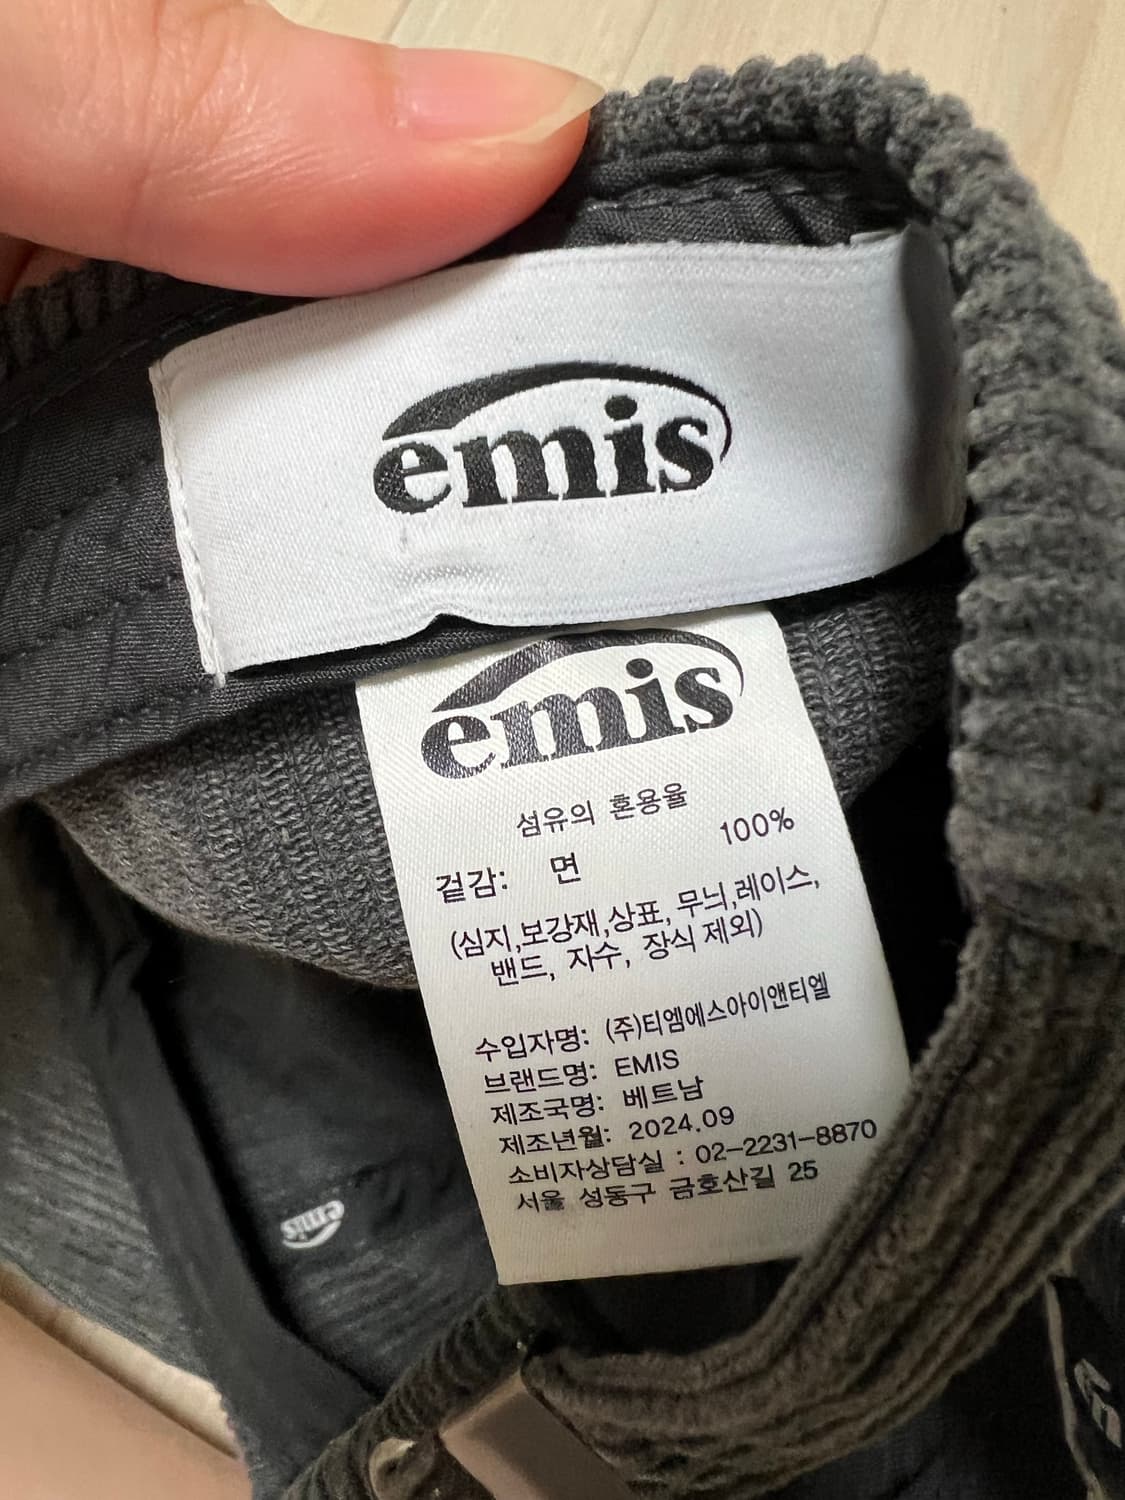 emis
emis
섬유의 혼용율
겉감: 면 100%
(심지,보강재,상표, 무늬,레이스,
밴드, 자수, 장식 제외)
수입자명: (주)티엠에스아이앤티엘
브랜드명: EMIS
제조국명: 베트남
제조년월: 2024.09
소비자상담실 : 02-2231-8870
서울 성동구 금호산길 25
emis